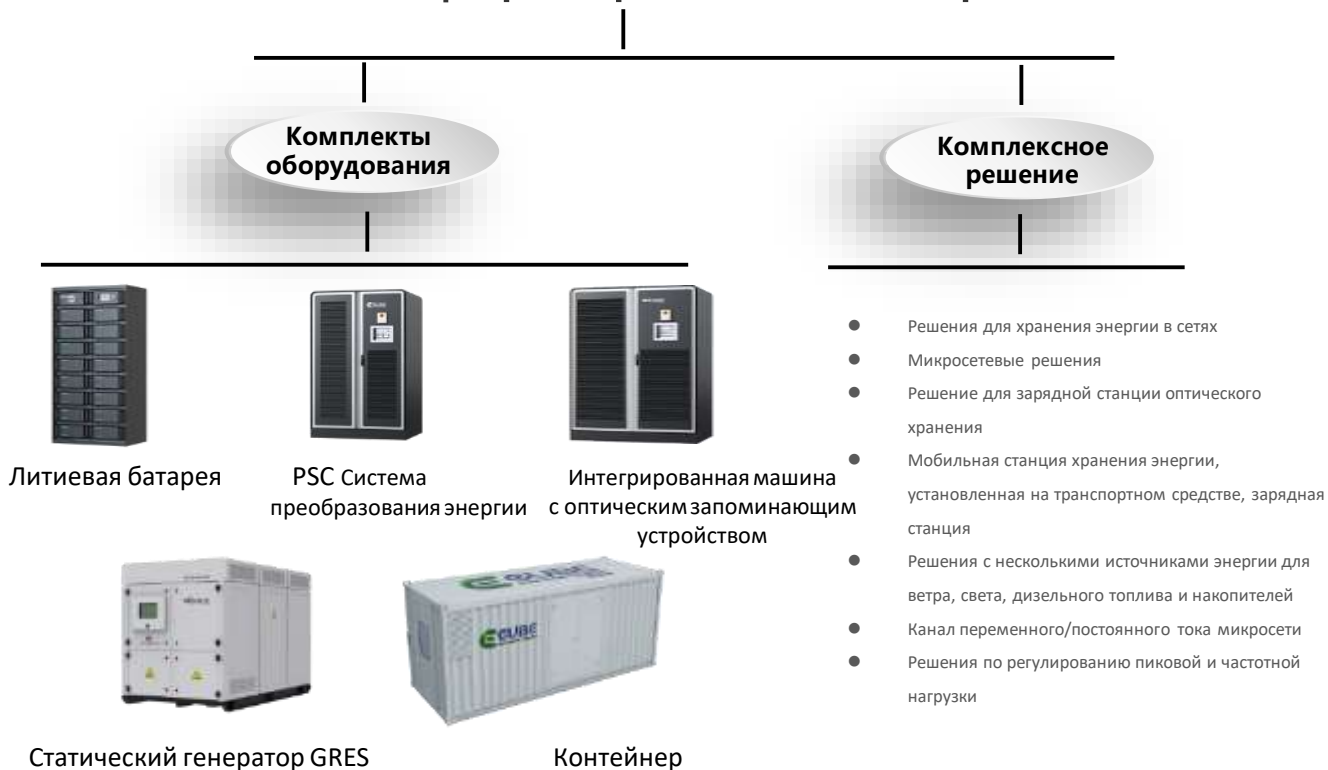 Комплекты
оборудования
Комплексное
решение
Литиевая батарея
PSC Система
преобразования энергии
Интегрированная машина
с оптическим запоминающим
устройством
Статический генератор GRES
ECUBE
Контейнер
Решения для хранения энергии в сетях
Микросетевые решения
Решение для зарядной станции оптического
хранения
Мобильная станция хранения энергии,
установленная на транспортном средстве, зарядная
станция
Решения с несколькими источниками энергии для
ветра, света, дизельного топлива и накопителей
Канал переменного/постоянного тока микросети
Решения по регулированию пиковой и частотной
нагрузки